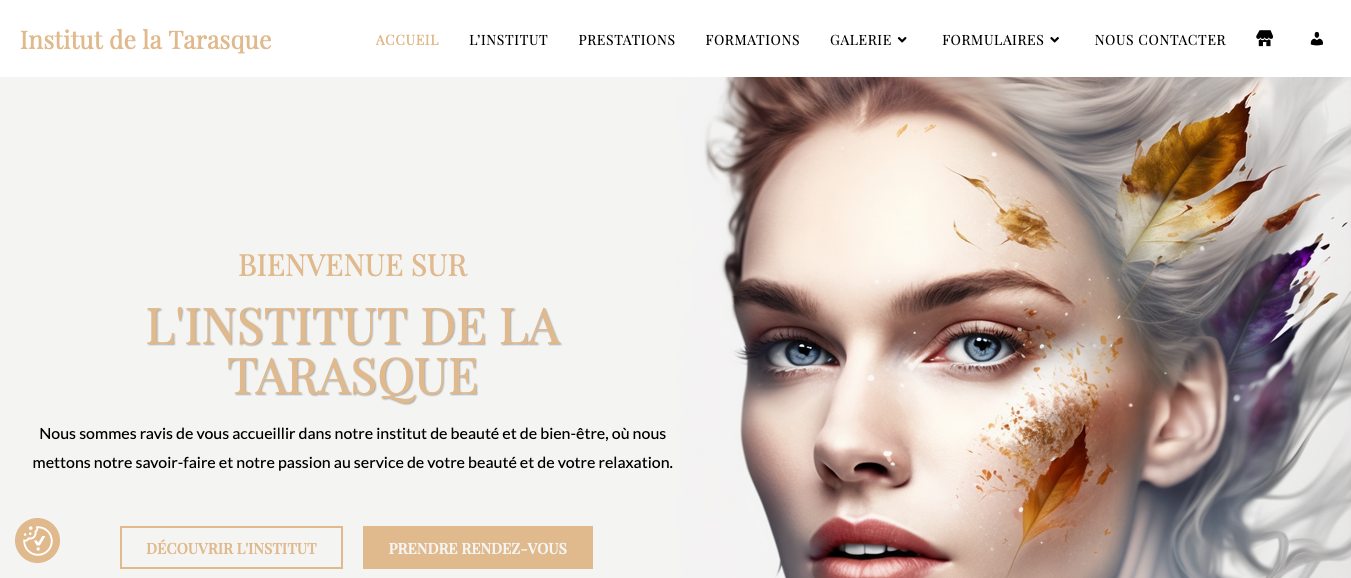 Institut de la Tarasque
ACCUEIL
L'INSTITUT
PRESTATIONS
FORMATIONS
GALERIE
FORMULAIRES
NOUS CONTACTER
BIENVENUE SUR
L'INSTITUT DE LA
TARASQUE
Nous sommes ravis de vous accueillir dans notre institut de beauté et de bien-être, où nous
mettons notre savoir-faire et notre passion au service de votre beauté et de votre relaxation.
DÉCOUVRIR L'INSTITUT
PRENDRE RENDEZ-VOUS